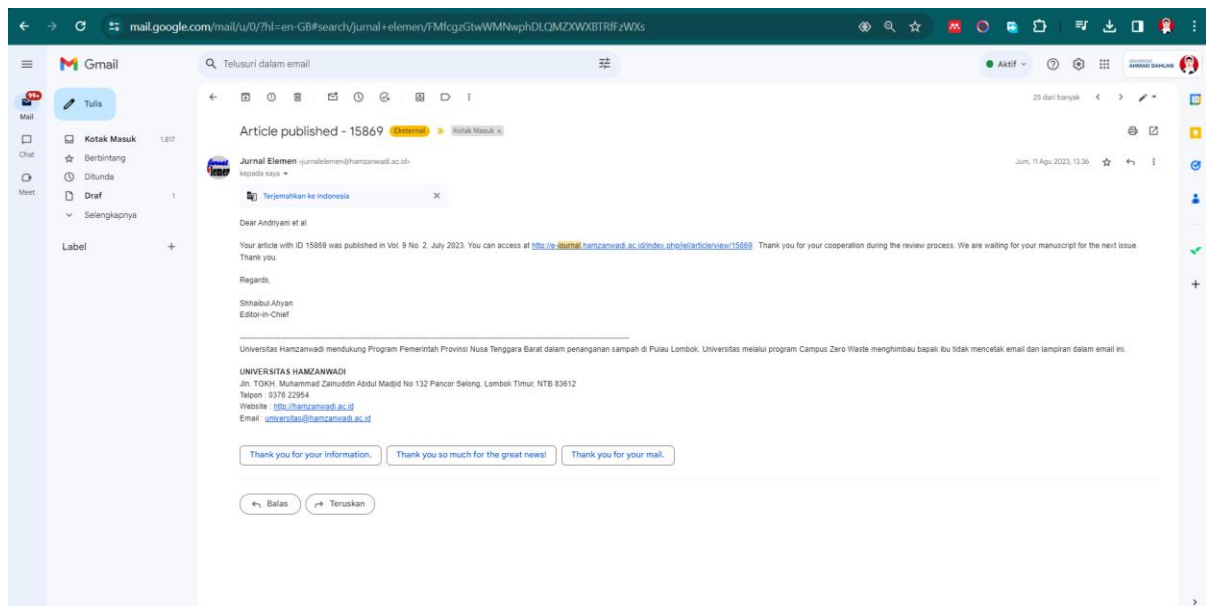 mail.google.com/mail/u/0/?hl=en-GB#search/jurnal+elemen/FMfcgzGtwWMNwphDLQMZXWXBTRfFzWXs
Gmail
Telusuri dalam email
Aktif
UNIVERSITAS
AHMAD DAHLAN
99+
Mail
Chat
Meet
Tulis
Kotak Masuk 1.817
Berbintang
Ditunda
Draf 1
Selengkapnya
Label +
25 dari banyak
Article published - 15869 Eksternal Kotak Masuk x
Jurnal Elemen <jurnalelemen@hamzanwadi.ac.id>
Jum, 11 Agu 2023, 13.36
kepada saya
Terjemahkan ke Indonesia
Dear Andriyani et al.
Your article with ID 15869 was published in Vol. 9 No. 2, July 2023. You can access at http://e-journal.hamzanwadi.ac.id/index.php/jel/article/view/15869. Thank you for your cooperation during the review process. We are waiting for your manuscript for the next issue.
Thank you.
Regards,
Shhaibul Ahyan
Editor-in-Chief
Universitas Hamzanwadi mendukung Program Pemerintah Provinsi Nusa Tenggara Barat dalam penanganan sampah di Pulau Lombok. Universitas melalui program Campus Zero Waste menghimbau bapak ibu tidak mencetak email dan lampiran dalam email ini.
UNIVERSITAS HAMZANWADI
Jln. TGKH. Muhammad Zainuddin Abdul Madjid No 132 Pancor Selong, Lombok Timur, NTB 83612
Telpon : 0376 22954
Website : http://hamzanwadi.ac.id
Email : universitas@hamzanwadi.ac.id
Thank you for your information.
Thank you so much for the great news!
Thank you for your mail.
Balas
Teruskan